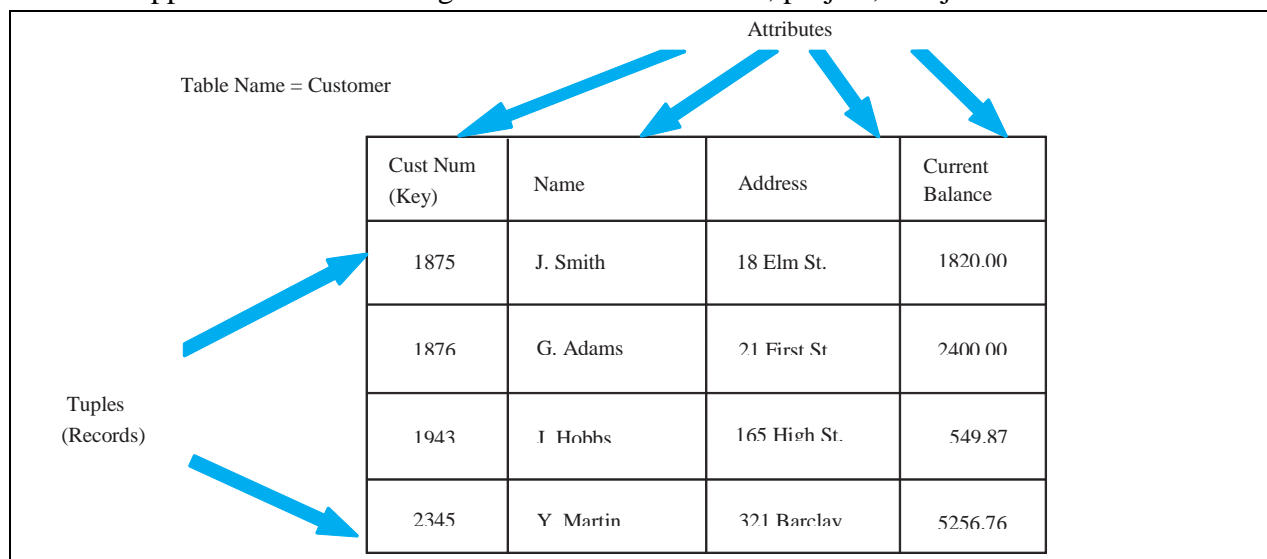 Attributes
Table Name = Customer
Cust Num (Key) Name Address Current Balance
1875 J. Smith 18 Elm St. 1820.00
1876 G. Adams 21 First St. 2400.00
Tuples
(Records)
1943 Hobbs 165 High St. 549.87
2345 Y. Martin 321 Barclay 5256.76